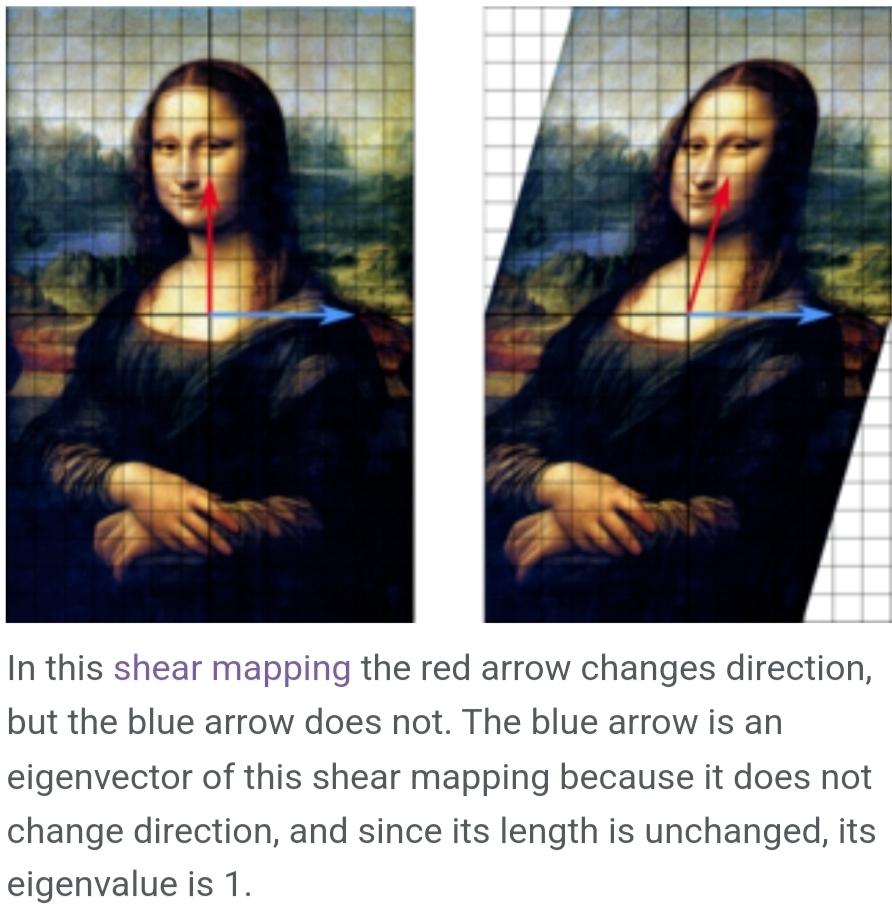 In this shear mapping the red arrow changes direction,
but the blue arrow does not. The blue arrow is an
eigenvector of this shear mapping because it does not
change direction, and since its length is unchanged, its
eigenvalue is 1.